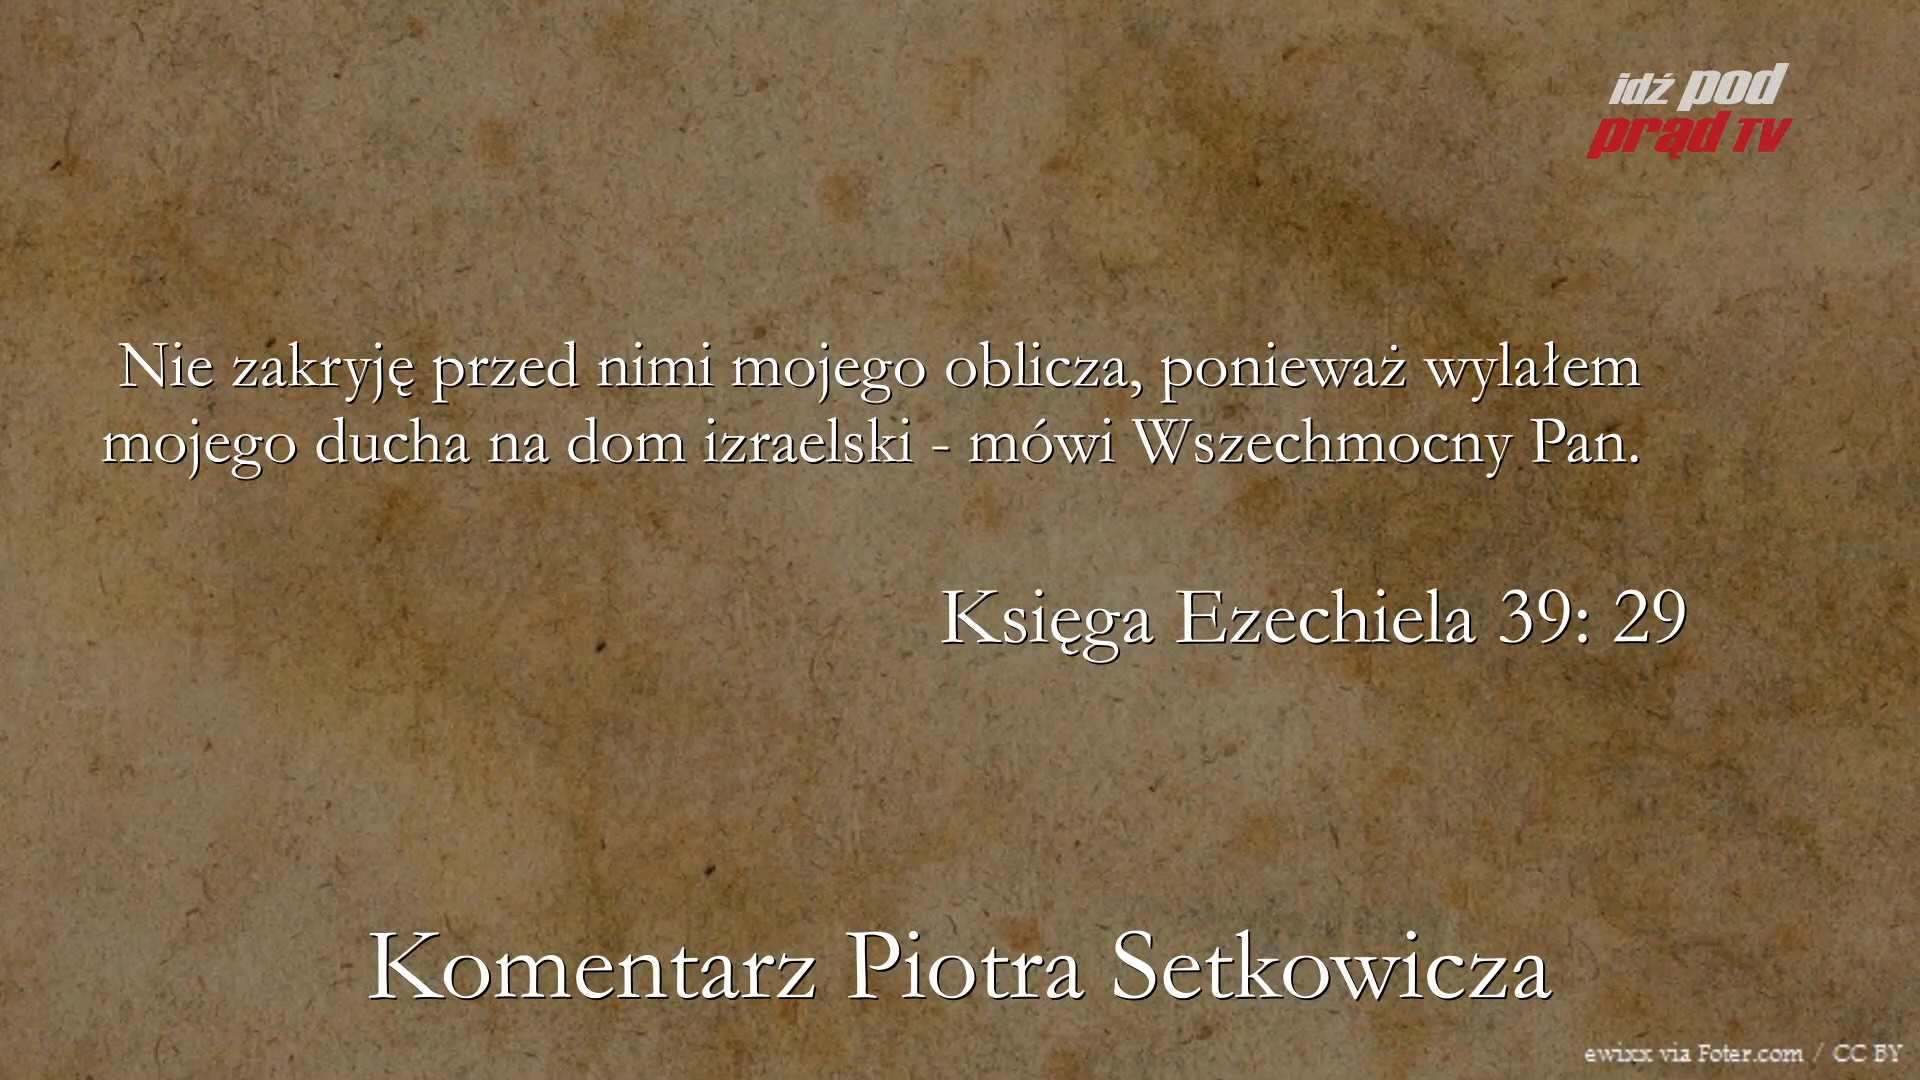 idź pod
prąd TV
Nie zakryję przed nimi mojego oblicza, ponieważ wylałem
mojego ducha na dom izraelski - mówi Wszechmocny Pan.
Księga Ezechiela 39: 29
Komentarz Piotra Setkowicza
ewixx via Foter.com / CC BY